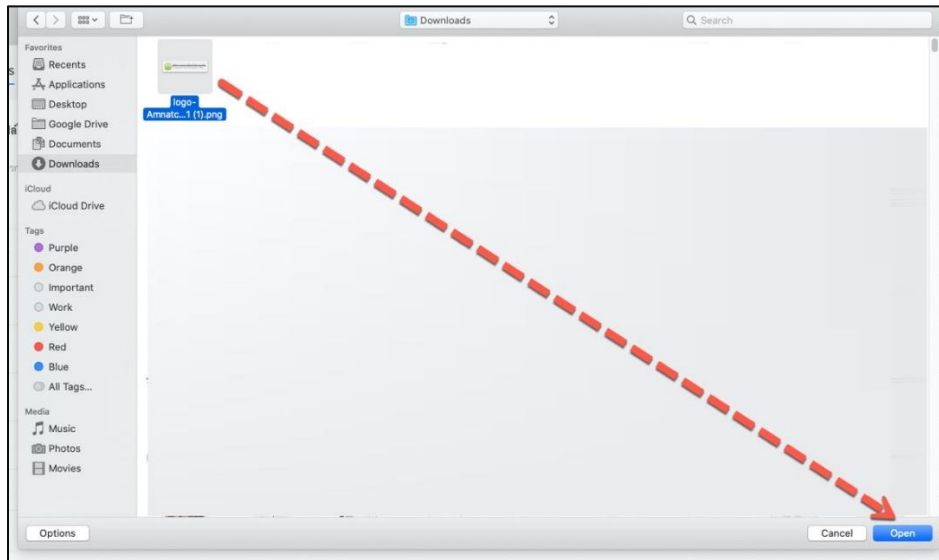 Downloads
Search
Favorites
Recents
Applications
Desktop
Google Drive
Documents
Downloads
iCloud
iCloud Drive
Tags
Purple
Orange
Important
Work
Yellow
Red
Blue
All Tags...
Media
Music
Photos
Movies
logo-
Amnatc...1 (1).png
Options
Cancel
Open